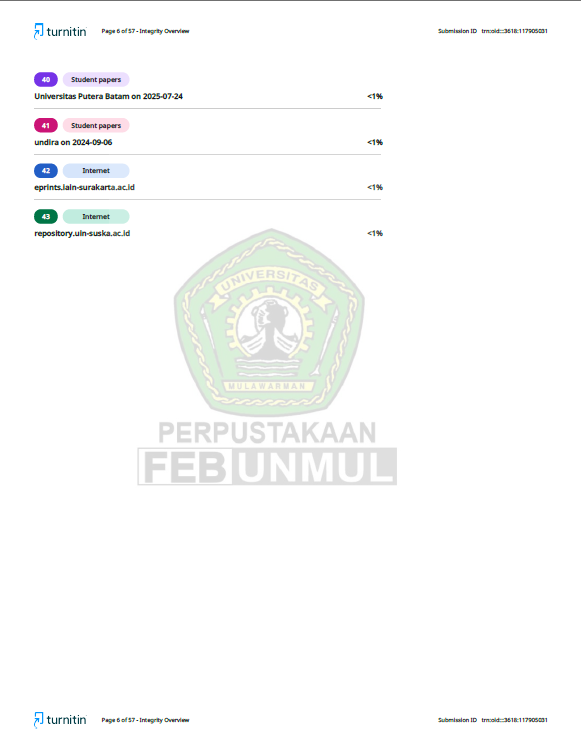 turnitin Page 6 of 57 - Integrity Overview Submission ID trn:oid:::3618:117905031
40 Student papers
Universitas Putera Batam on 2025-07-24 <1%
41 Student papers
undira on 2024-09-06 <1%
42 Internet
eprints.iain-surakarta.ac.id <1%
43 Internet
repository.uin-suska.ac.id <1%
UNIVERSITAS
MULAWARMAN
PERPUSTAKAAN
FEB UNMUL
turnitin Page 6 of 57 - Integrity Overview Submission ID trn:oid:::3618:117905031